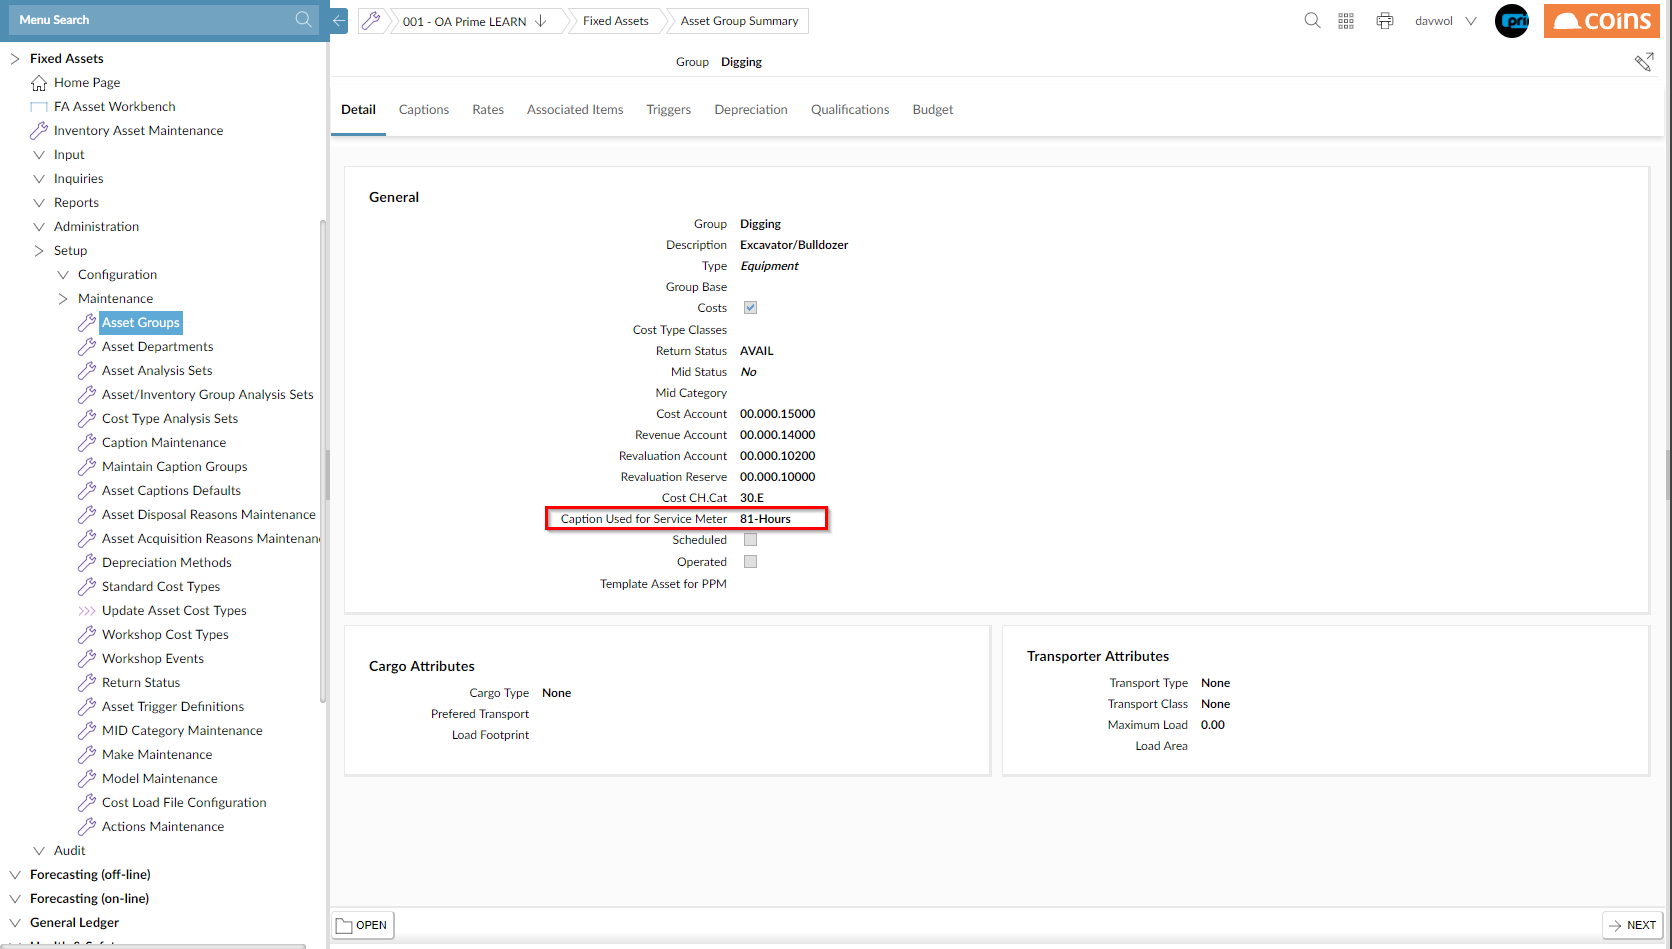 Menu Search
001 - OA Prime LEARN
Fixed Assets
Asset Group Summary
davwol
pri
coins
Fixed Assets
Home Page
FA Asset Workbench
Inventory Asset Maintenance
Input
Inquiries
Reports
Administration
Setup
Configuration
Maintenance
Asset Groups
Asset Departments
Asset Analysis Sets
Asset/Inventory Group Analysis Sets
Cost Type Analysis Sets
Caption Maintenance
Maintain Caption Groups
Asset Captions Defaults
Asset Disposal Reasons Maintenance
Asset Acquisition Reasons Maintenan
Depreciation Methods
Standard Cost Types
Update Asset Cost Types
Workshop Cost Types
Workshop Events
Return Status
Asset Trigger Definitions
MID Category Maintenance
Make Maintenance
Model Maintenance
Cost Load File Configuration
Actions Maintenance
Audit
Forecasting (off-line)
Forecasting (on-line)
General Ledger
Group Digging
Detail Captions Rates Associated Items Triggers Depreciation Qualifications Budget
General
Group Digging
Description Excavator/Bulldozer
Type Equipment
Group Base
Costs
Cost Type Classes
Return Status AVAIL
Mid Status No
Mid Category
Cost Account 00.000.15000
Revenue Account 00.000.14000
Revaluation Account 00.000.10200
Revaluation Reserve 00.000.10000
Cost CH.Cat 30.E
Caption Used for Service Meter 81-Hours
Scheduled
Operated
Template Asset for PPM
Cargo Attributes
Cargo Type None
Prefered Transport
Load Footprint
Transporter Attributes
Transport Type None
Transport Class None
Maximum Load 0.00
Load Area
OPEN
NEXT